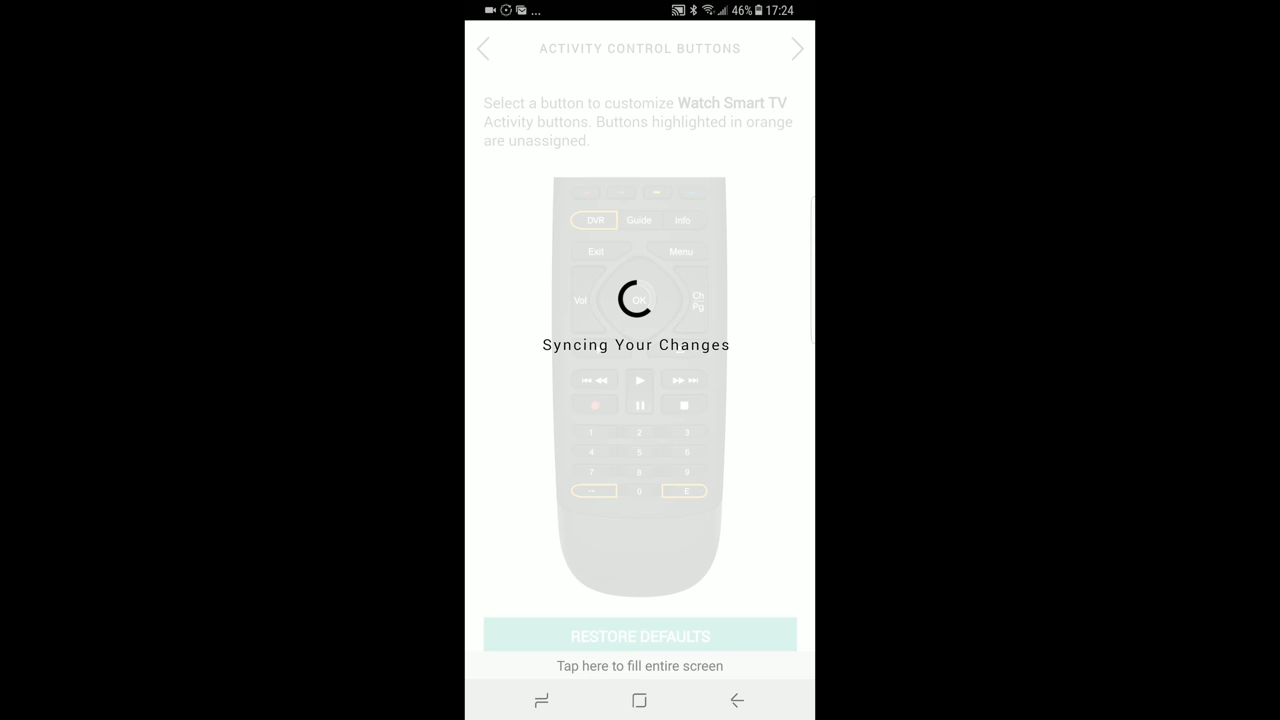 ... 46% 17:24
ACTIVITY CONTROL BUTTONS
Select a button to customize Watch Smart TV
Activity buttons. Buttons highlighted in orange
are unassigned.
DVR Guide Info
Exit Menu
Vol OK Ch
Pg
Syncing Your Changes
1 2 3
4 5 6
7 8 9
0 E
RESTORE DEFAULTS
Tap here to fill entire screen